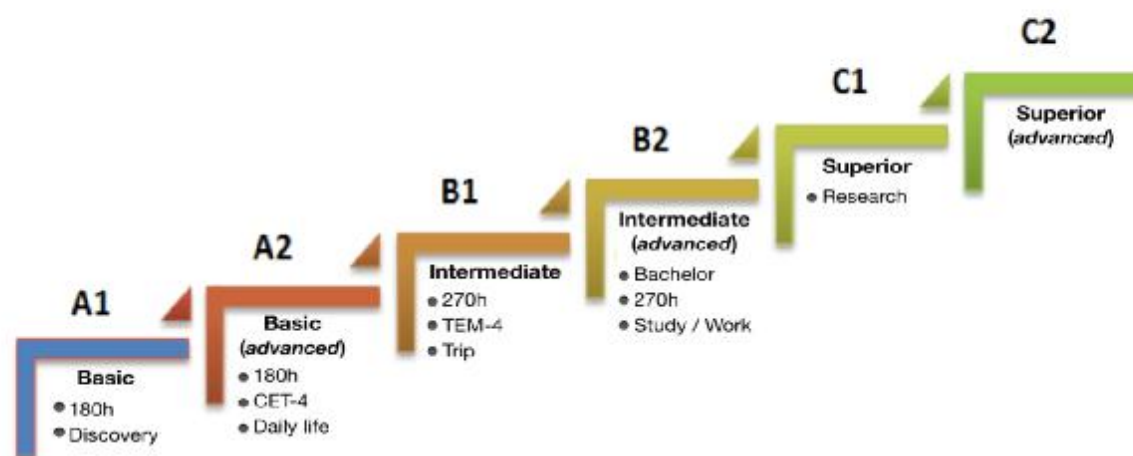 A1
Basic
180h
Discovery
A2
Basic
(advanced)
180h
CET-4
Daily life
B1
Intermediate
270h
TEM-4
Trip
B2
Intermediate
(advanced)
Bachelor
270h
Study / Work
C1
Superior
Research
C2
Superior
(advanced)